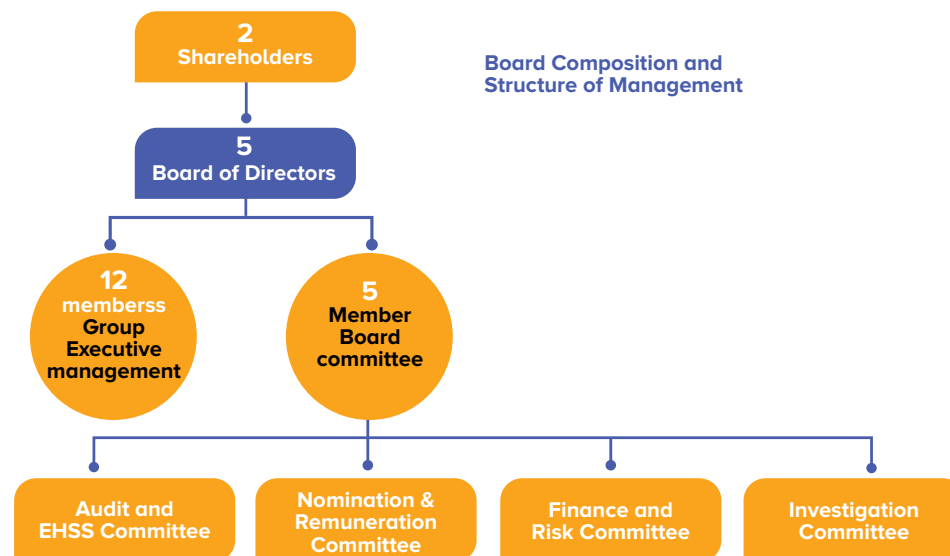 2
Shareholders
Board Composition and
Structure of Management
5
Board of Directors
12
memberss
Group
Executive
management
5
Member
Board
committee
Audit and
EHSS Committee
Nomination &
Remuneration
Committee
Finance and
Risk Committee
Investigation
Committee